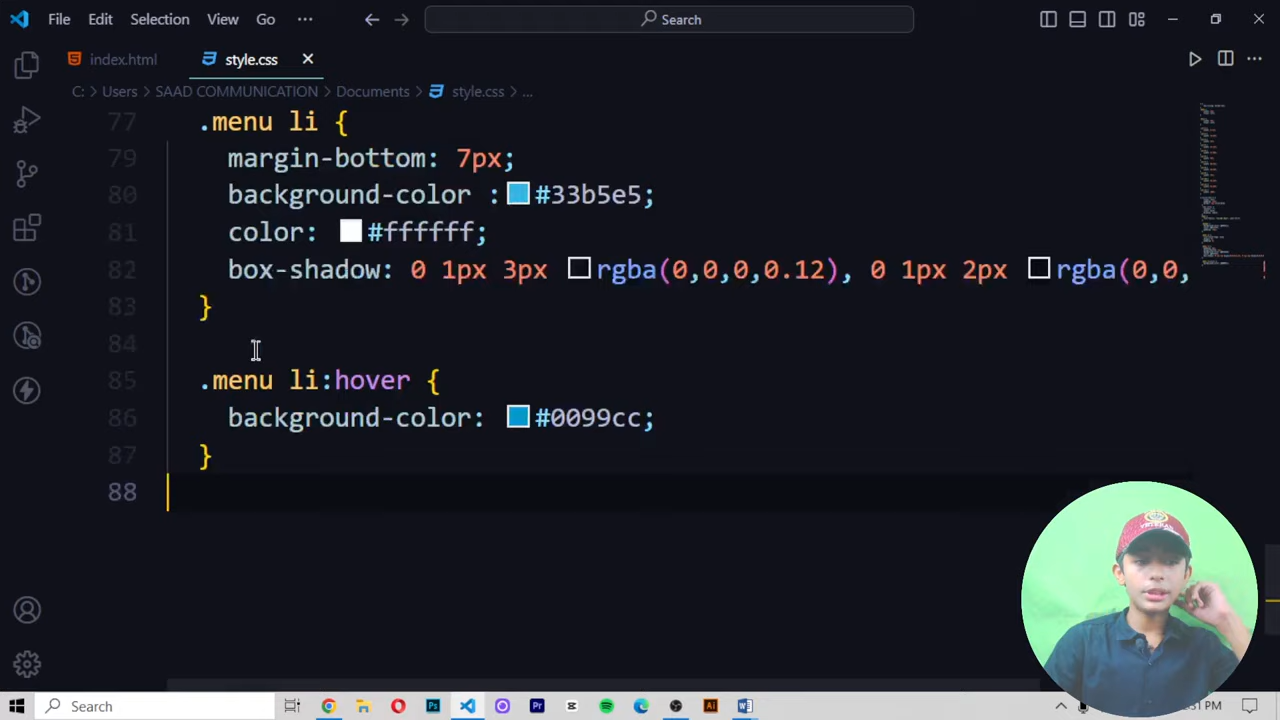 File Edit Selection View Go ··· Search
index.html style.css
C: > Users > SAAD COMMUNICATION > Documents > style.css > ...
77 .menu li {
79 margin-bottom: 7px;
80 background-color :#33b5e5;
81 color: #ffffff;
82 box-shadow: 0 1px 3px rgba(0,0,0,0.12), 0 1px 2px rgba(0,0,
83 }
84
85 .menu li:hover {
86 background-color: #0099cc;
87 }
88
VETERAN
Search